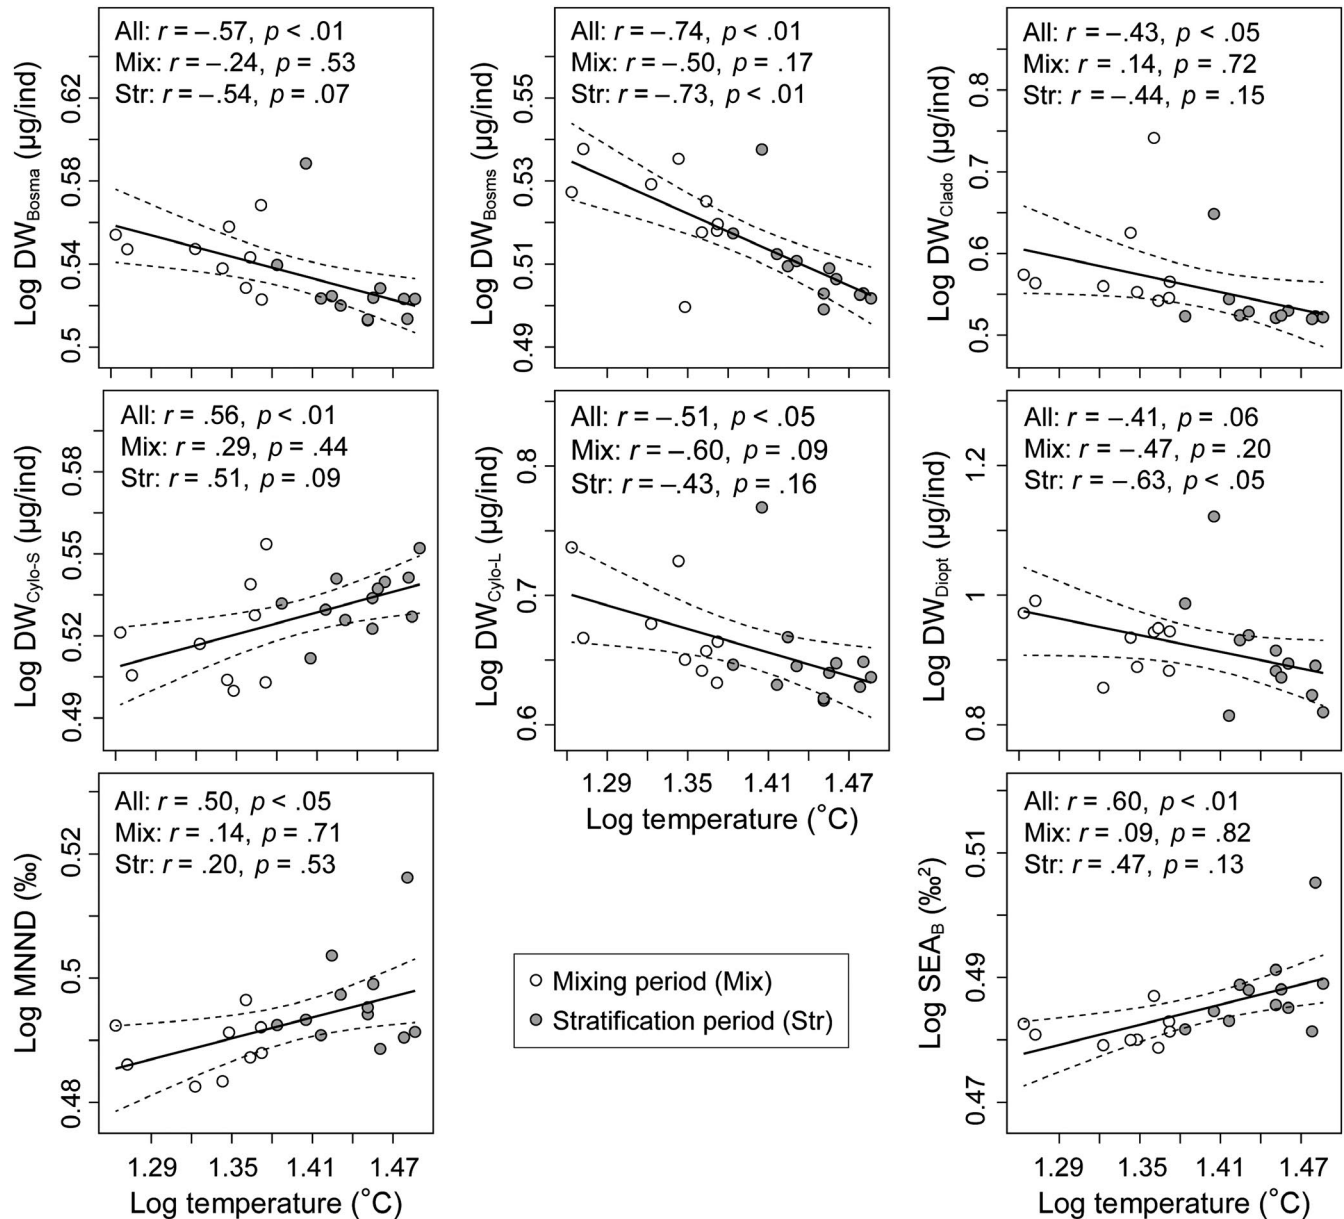 All: r = –.57, p < .01
Mix: r = –.24, p = .53
Str: r = –.54, p = .07
Log DW_Bosma (µg/ind)
0.62
0.58
0.54
0.5
All: r = –.74, p < .01
Mix: r = –.50, p = .17
Str: r = –.73, p < .01
Log DW_Bosms (µg/ind)
0.55
0.53
0.51
0.49
All: r = –.43, p < .05
Mix: r = .14, p = .72
Str: r = –.44, p = .15
Log DW_Clado (µg/ind)
0.8
0.7
0.6
0.5
All: r = .56, p < .01
Mix: r = .29, p = .44
Str: r = .51, p = .09
Log DW_Cylo-S (µg/ind)
0.58
0.55
0.52
0.49
All: r = –.51, p < .05
Mix: r = –.60, p = .09
Str: r = –.43, p = .16
Log DW_Cylo-L (µg/ind)
0.8
0.7
0.6
1.29 1.35 1.41 1.47
Log temperature (°C)
All: r = –.41, p = .06
Mix: r = –.47, p = .20
Str: r = –.63, p < .05
Log DW_Diopt (µg/ind)
1.2
1
0.8
All: r = .50, p < .05
Mix: r = .14, p = .71
Str: r = .20, p = .53
Log MNND (‰)
0.52
0.5
0.48
1.29 1.35 1.41 1.47
Log temperature (°C)
Mixing period (Mix)
Stratification period (Str)
All: r = .60, p < .01
Mix: r = .09, p = .82
Str: r = .47, p = .13
Log SEA_B (‰²)
0.51
0.49
0.47
1.29 1.35 1.41 1.47
Log temperature (°C)